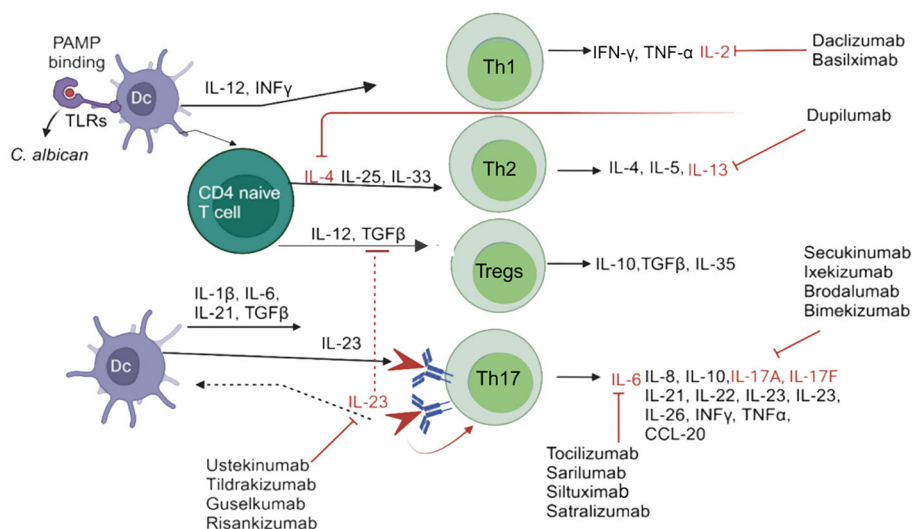 PAMP
binding
Dc
TLRs
C. albican
IL-12, INFγ
Th1
IFN-γ, TNF-α IL-2
Daclizumab
Basilximab
CD4 naive
T cell
IL-4 IL-25, IL-33
Th2
IL-4, IL-5, IL-13
Dupilumab
IL-12, TGFβ
Tregs
IL-10,TGFβ, IL-35
Secukinumab
Ixekizumab
Brodalumab
Bimekizumab
IL-1β, IL-6,
IL-21, TGFβ
Dc
IL-23
IL-23
Th17
IL-6 IL-8, IL-10,IL-17A, IL-17F
IL-21, IL-22, IL-23, IL-23,
IL-26, INFγ, TNFα,
CCL-20
Ustekinumab
Tildrakizumab
Guselkumab
Risankizumab
Tocilizumab
Sarilumab
Siltuximab
Satralizumab